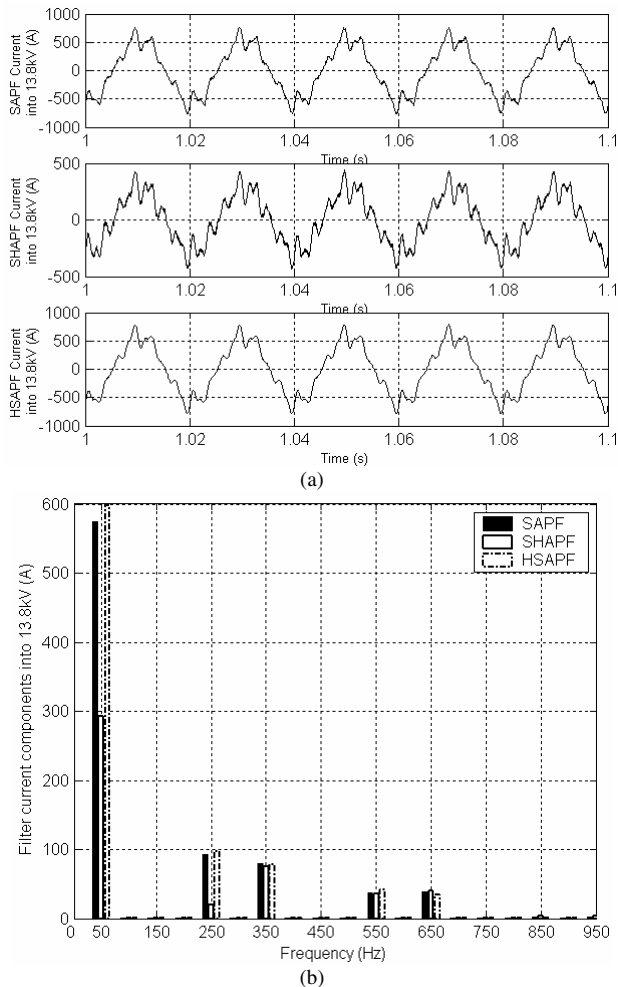 1000
500
0
-500
-1000
SAPF Current
into 13.8kV (A)
1 1.02 1.04 1.06 1.08 1.1
Time (s)
500
0
-500
SHAPF Current
into 13.8kV (A)
1 1.02 1.04 1.06 1.08 1.1
Time (s)
1000
500
0
-500
-1000
HSAPF Current
into 13.8kV (A)
1 1.02 1.04 1.06 1.08 1.1
Time (s)
(a)
600
500
400
300
200
100
0
Filter current components into 13.8kV (A)
SAPF
SHAPF
HSAPF
0 50 150 250 350 450 550 650 750 850 950
Frequency (Hz)
(b)